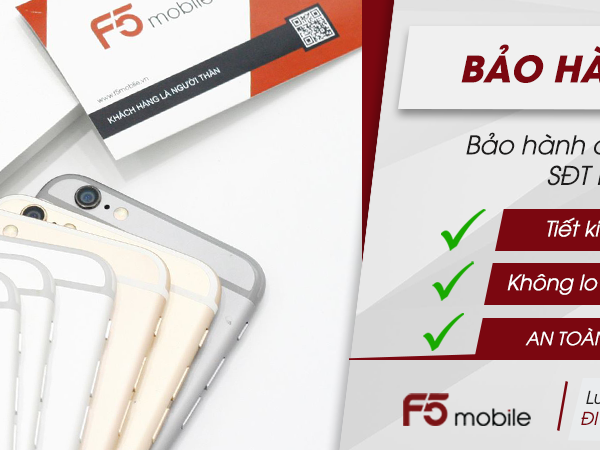 F5 mobile
www.f5mobile.vn
KHÁCH HÀNG LÀ NGƯỜI THÂN
BẢO HÀ
Bảo hành
SĐT
Tiết ki
Không lo
AN TOÀN
F5 mobile
Lu
ĐI